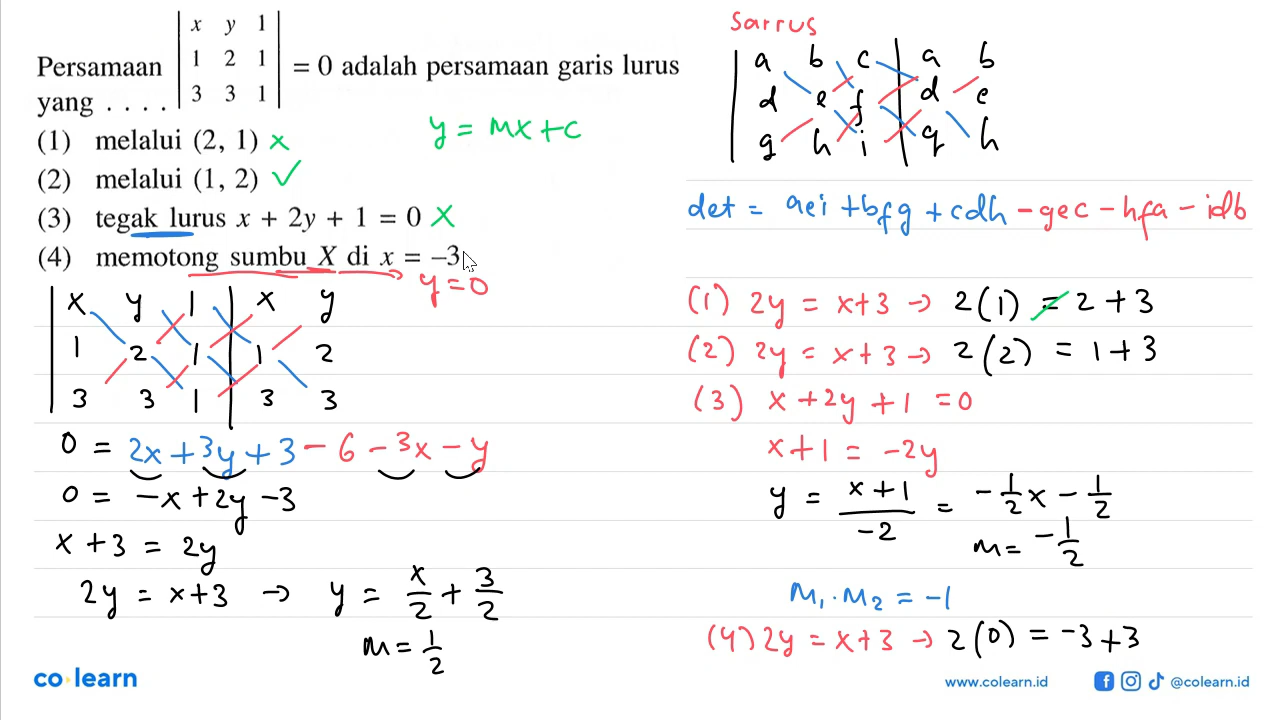 Persamaan | x y 1 | = 0 adalah persamaan garis lurus
| 1 2 1 |
| 3 3 1 |
yang . . . .
(1) melalui (2, 1) x
(2) melalui (1, 2) ✓
(3) tegak lurus x + 2y + 1 = 0 X
(4) memotong sumbu X di x = –3
y = mx + c
y = 0
x y 1 | x y
1 2 1 | 1 2
3 3 1 | 3 3
0 = 2x + 3y + 3 - 6 - 3x - y
0 = -x + 2y - 3
x + 3 = 2y
2y = x + 3 → y = x/2 + 3/2
m = 1/2
Sarrus
a b c | a b
d e f | d e
g h i | g h
det = aei + bfg + cdh - gec - hfa - idb
(1) 2y = x + 3 → 2(1) ≠ 2 + 3
(2) 2y = x + 3 → 2(2) = 1 + 3
(3) x + 2y + 1 = 0
x + 1 = -2y
y = x + 1 / -2 = -1/2 x - 1/2
m = -1/2
m₁ . m₂ = -1
(4) 2y = x + 3 → 2(0) = -3 + 3
co learn
www.colearn.id
@colearn.id